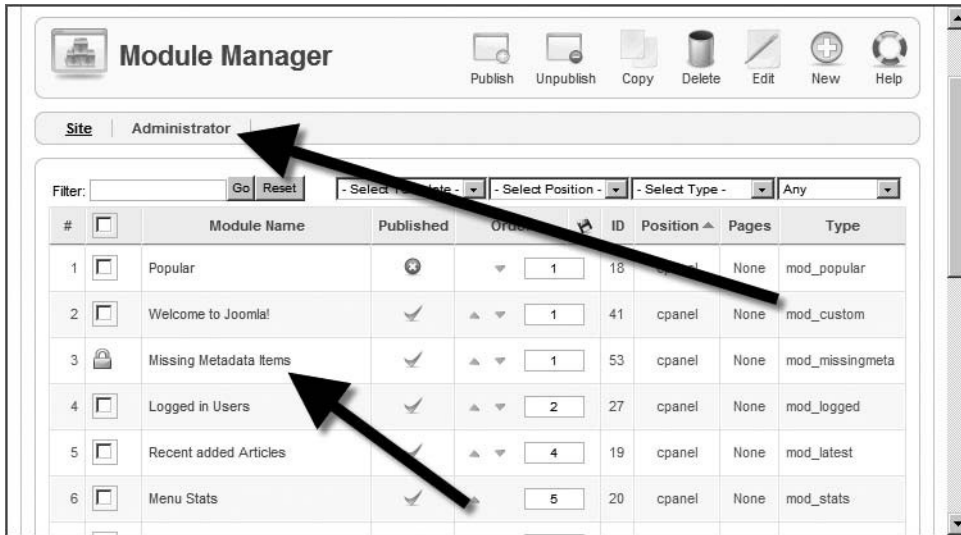 Module Manager
Publish Unpublish Copy Delete Edit New Help
Site Administrator
Filter: Go Reset - Select - - Select Position - - Select Type - Any
# Module Name Published ID Position Pages Type
1 Popular 1 18 None mod_popular
2 Welcome to Joomla! 1 41 cpanel None mod_custom
3 Missing Metadata Items 1 53 cpanel None mod_missingmeta
4 Logged in Users 2 27 cpanel None mod_logged
5 Recent added Articles 4 19 cpanel None mod_latest
6 Menu Stats 5 20 cpanel None mod_stats